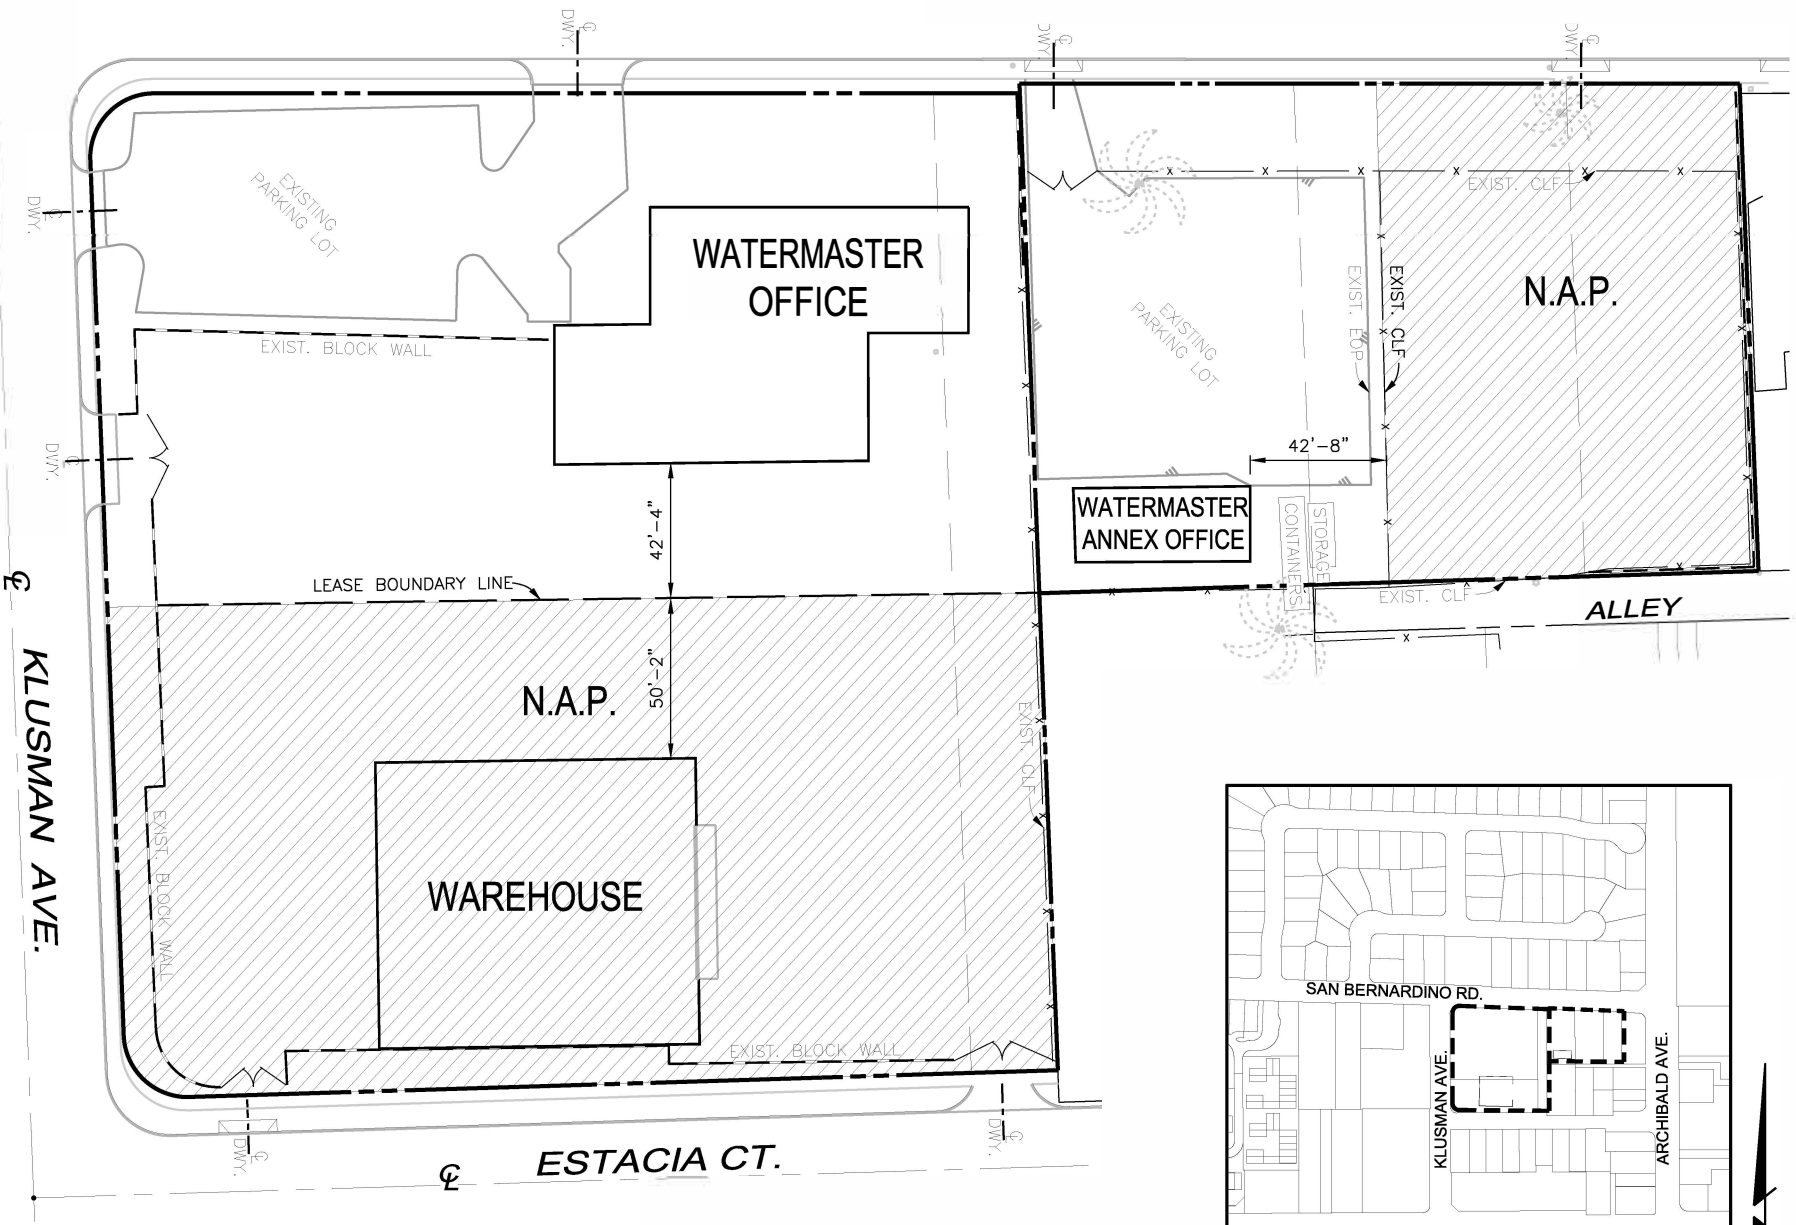 DWY.
DWY.
DWY.
DWY.
DWY.
DWY.
EXISTING
PARKING LOT
WATERMASTER
OFFICE
EXIST. BLOCK WALL
EXIST. CLF
N.A.P.
EXIST. EOP
EXIST. CLF
EXISTING
PARKING LOT
42'-8"
WATERMASTER
ANNEX OFFICE
STORAGE
CONTAINERS
42'-4"
LEASE BOUNDARY LINE
EXIST. CLF
ALLEY
℄
KLUSMAN AVE.
N.A.P.
50'-2"
EXIST. CLF
EXIST. BLOCK WALL
WAREHOUSE
EXIST. BLOCK WALL
DWY.
DWY.
℄
ESTACIA CT.
SAN BERNARDINO RD.
KLUSMAN AVE.
ARCHIBALD AVE.